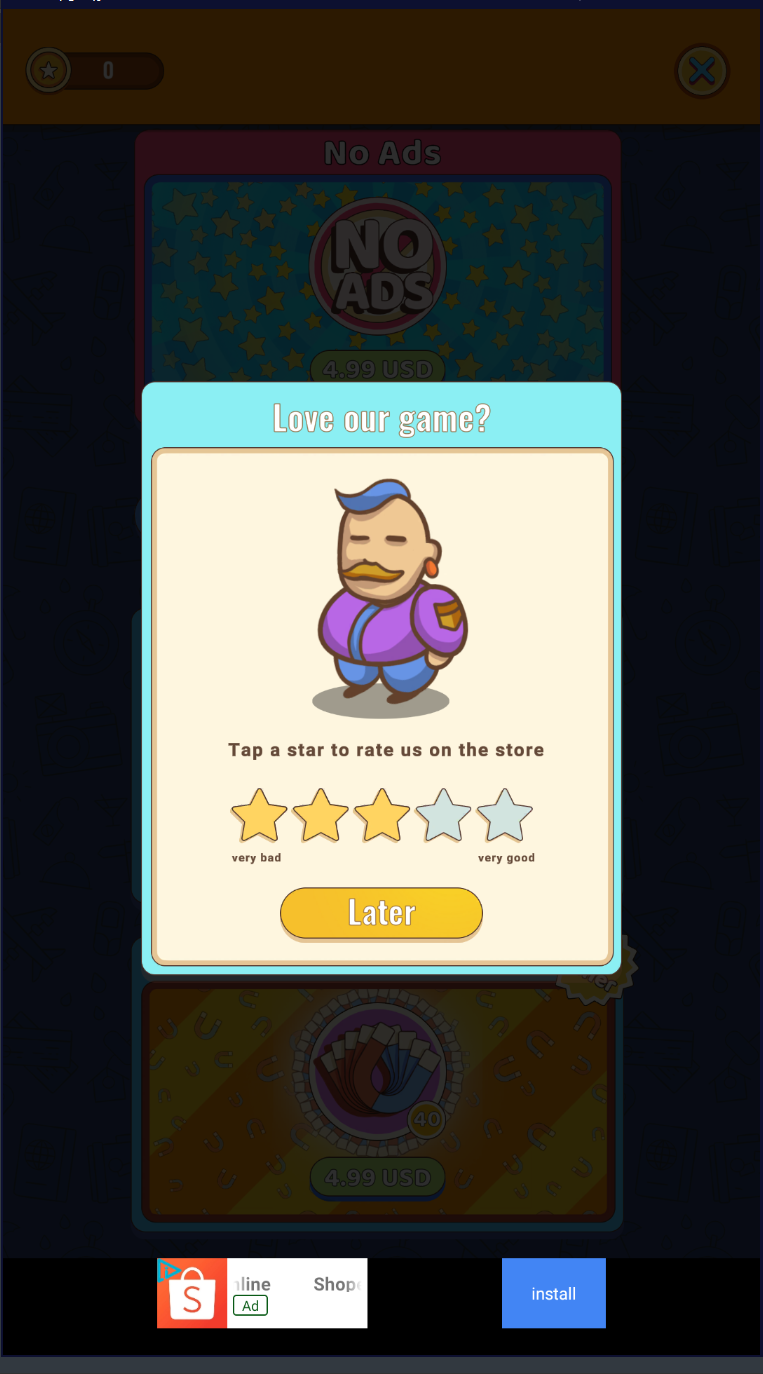 0
No Ads
NO
ADS
4.99 USD
Love our game?
Tap a star to rate us on the store
very bad
very good
Later
40
4.99 USD
Ad
install